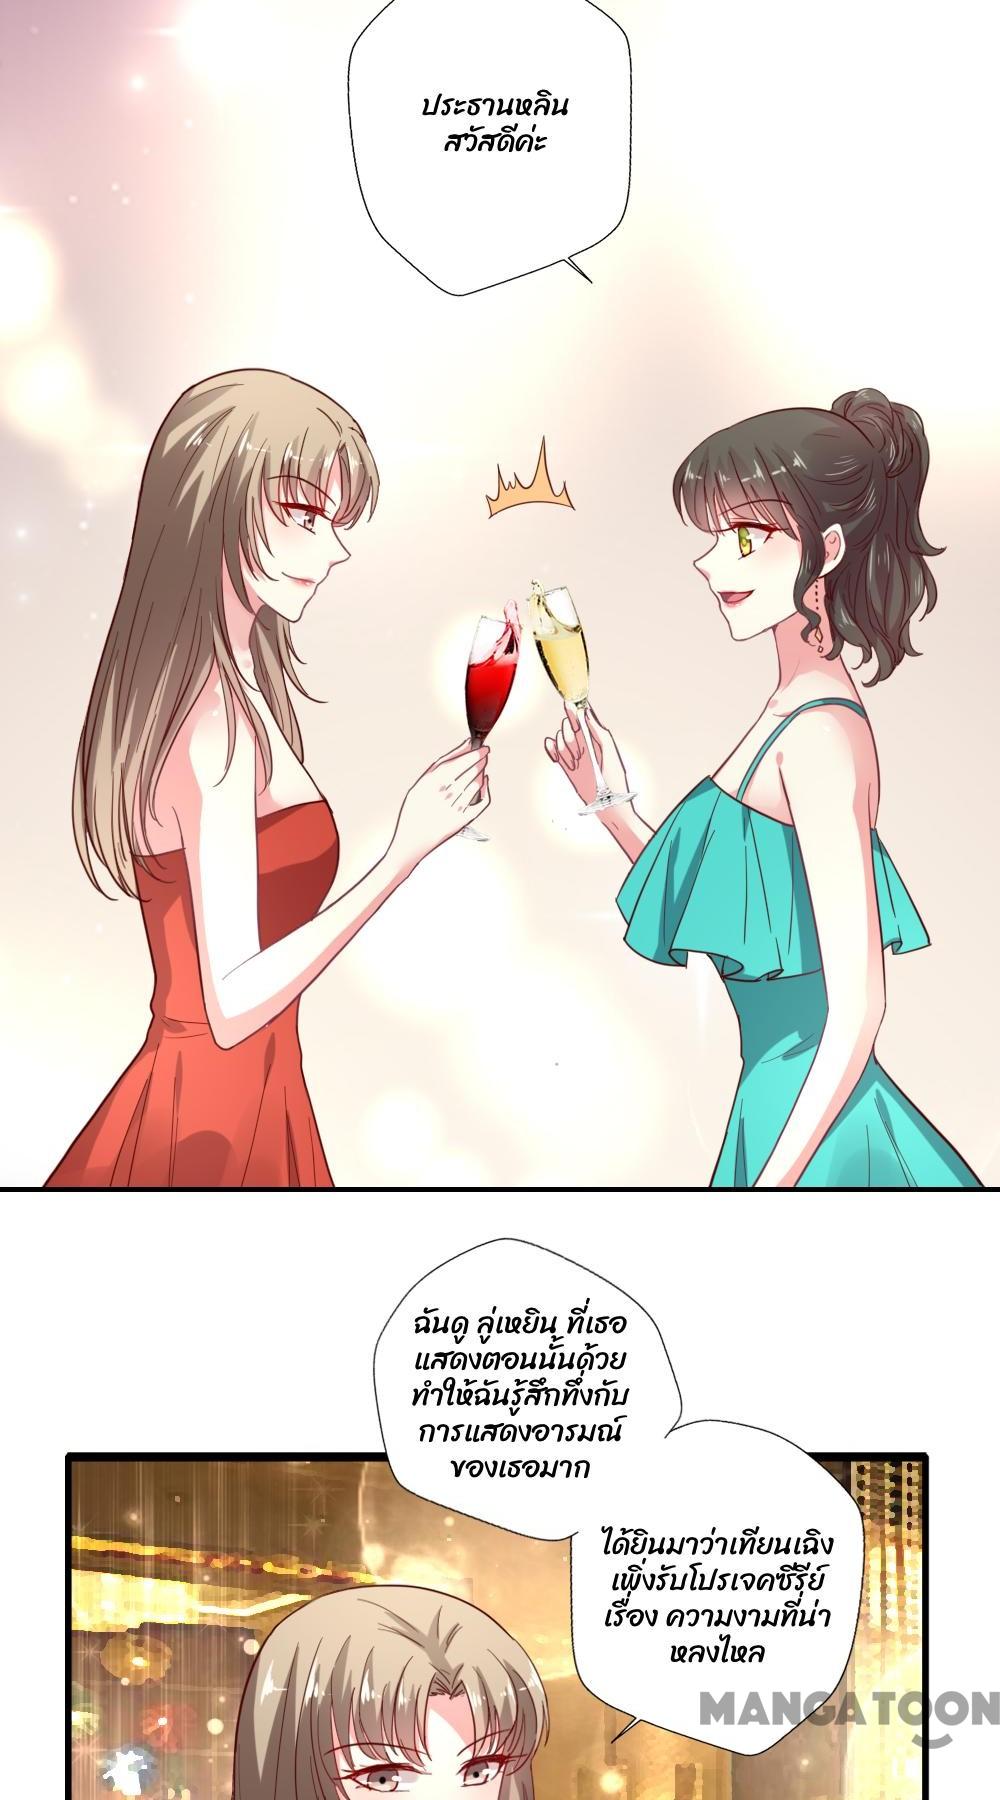 ประธานหลิน
สวัสดีค่ะ
ฉันดู ลู่เหยิน ที่เธอ
แสดงตอนนั้นด้วย
ทำให้ฉันรู้สึกทึ่งกับ
การแสดงอารมณ์
ของเธอมาก
ได้ยินมาว่าเทียนเฉิง
เพิ่งรับโปรเจคซีรีย์
เรื่อง ความงามที่น่า
หลงไหล
MANGATOON